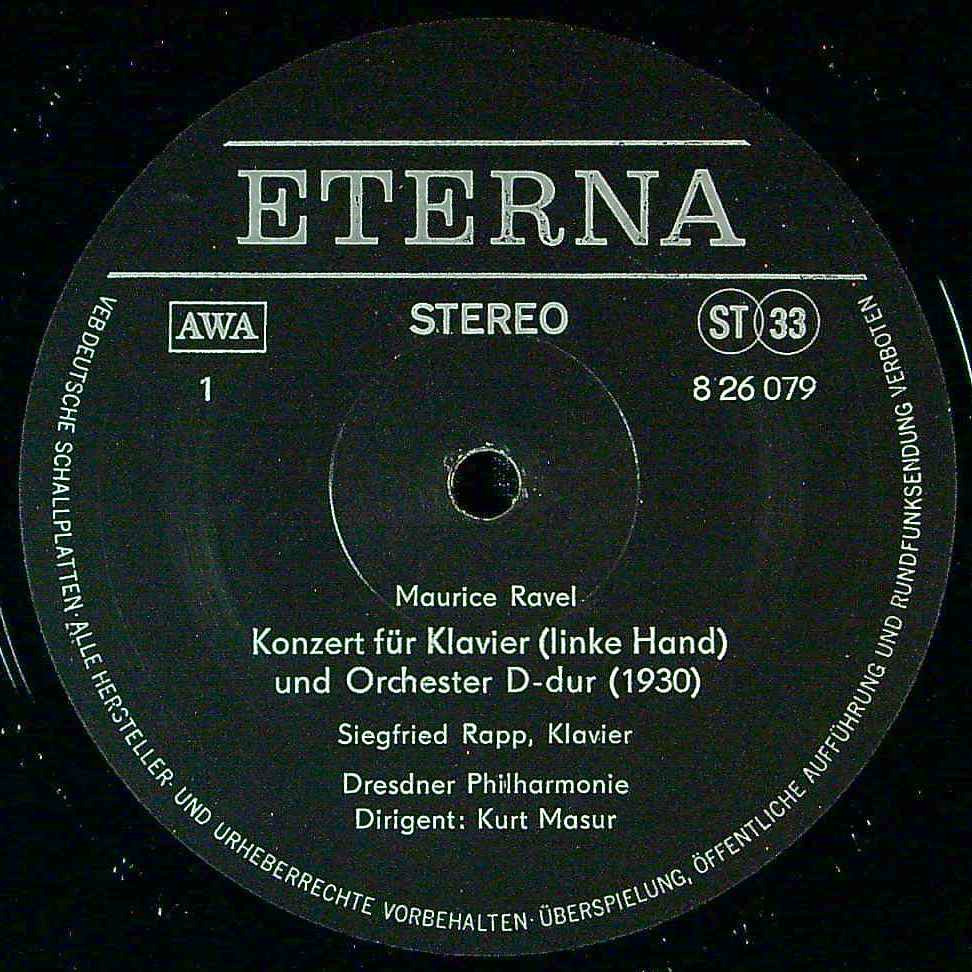 ETERNA
AWA
STEREO
ST 33
1
8 26 079
Maurice Ravel
Konzert für Klavier (linke Hand)
und Orchester D-dur (1930)
Siegfried Rapp, Klavier
Dresdner Philharmonie
Dirigent: Kurt Masur
VEB DEUTSCHE SCHALLPLATTEN · ALLE HERSTELLER- UND URHEBERRECHTE VORBEHALTEN · ÜBERSPIELUNG, ÖFFENTLICHE AUFFÜHRUNG UND RUNDFUNKSENDUNG VERBOTEN